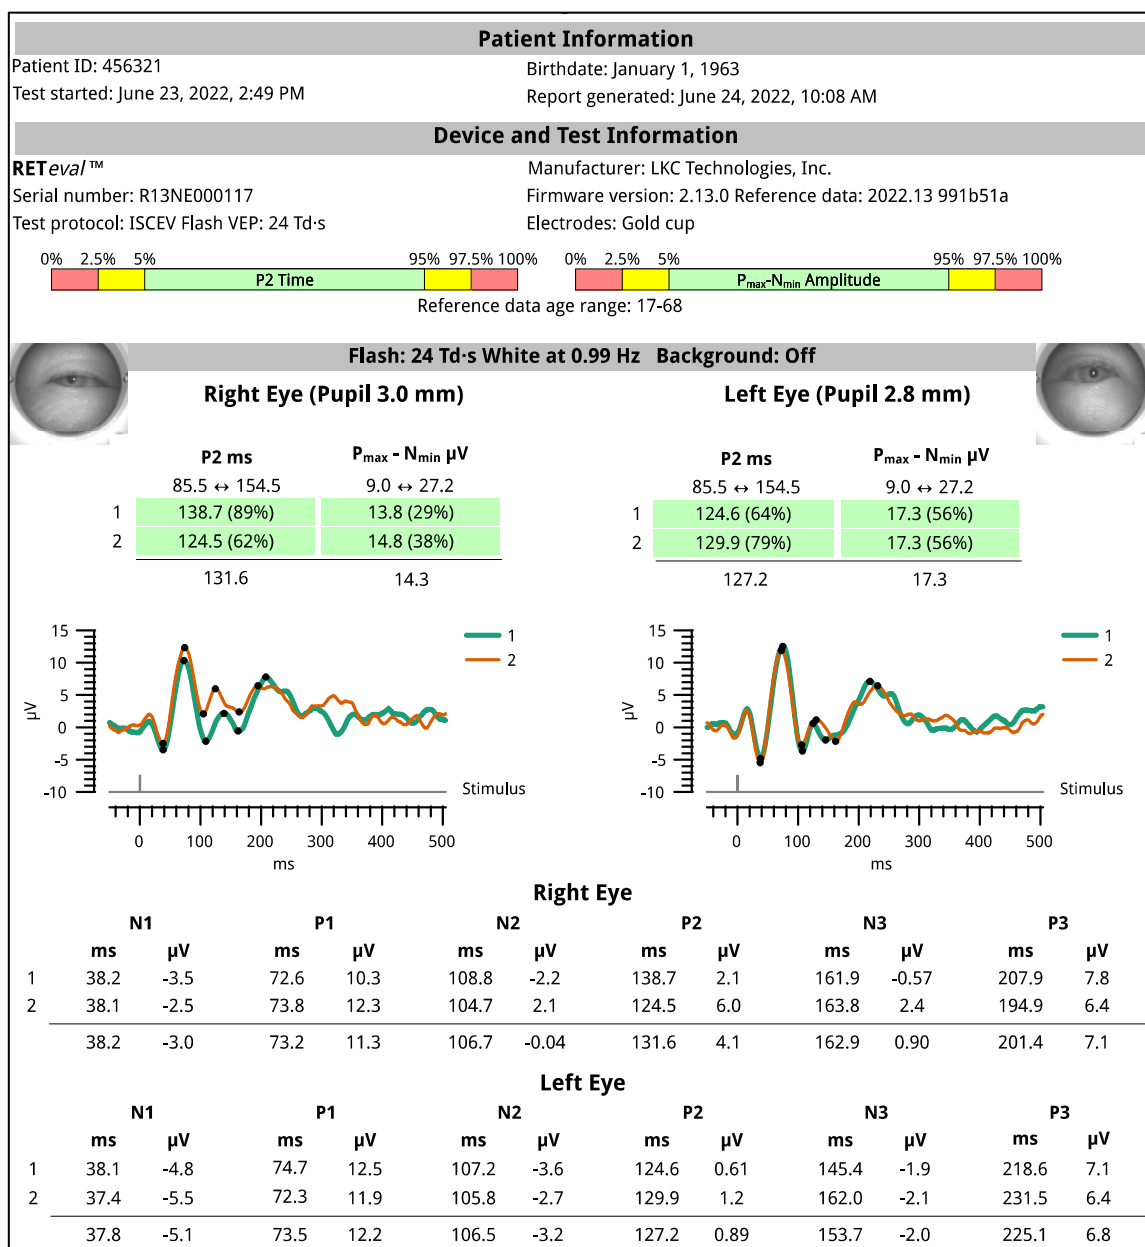 Patient Information
Patient ID: 456321 Birthdate: January 1, 1963
Test started: June 23, 2022, 2:49 PM Report generated: June 24, 2022, 10:08 AM
Device and Test Information
RETeval ™ Manufacturer: LKC Technologies, Inc.
Serial number: R13NE000117 Firmware version: 2.13.0 Reference data: 2022.13 991b51a
Test protocol: ISCEV Flash VEP: 24 Td·s Electrodes: Gold cup
0% 2.5% 5% 95% 97.5% 100% 0% 2.5% 5% 95% 97.5% 100%
P2 Time Pmax-Nmin Amplitude
Reference data age range: 17-68
Flash: 24 Td·s White at 0.99 Hz Background: Off
Right Eye (Pupil 3.0 mm) Left Eye (Pupil 2.8 mm)
P2 ms Pmax - Nmin µV P2 ms Pmax - Nmin µV
85.5 ↔ 154.5 9.0 ↔ 27.2 85.5 ↔ 154.5 9.0 ↔ 27.2
1 138.7 (89%) 13.8 (29%) 1 124.6 (64%) 17.3 (56%)
2 124.5 (62%) 14.8 (38%) 2 129.9 (79%) 17.3 (56%)
131.6 14.3 127.2 17.3
15 1 15 1
10 2 10 2
5 5
µV 0 µV 0
-5 -5
-10 Stimulus -10 Stimulus
0 100 200 300 400 500 0 100 200 300 400 500
ms ms
Right Eye
N1 P1 N2 P2 N3 P3
ms µV ms µV ms µV ms µV ms µV ms µV
1 38.2 -3.5 72.6 10.3 108.8 -2.2 138.7 2.1 161.9 -0.57 207.9 7.8
2 38.1 -2.5 73.8 12.3 104.7 2.1 124.5 6.0 163.8 2.4 194.9 6.4
38.2 -3.0 73.2 11.3 106.7 -0.04 131.6 4.1 162.9 0.90 201.4 7.1
Left Eye
N1 P1 N2 P2 N3 P3
ms µV ms µV ms µV ms µV ms µV ms µV
1 38.1 -4.8 74.7 12.5 107.2 -3.6 124.6 0.61 145.4 -1.9 218.6 7.1
2 37.4 -5.5 72.3 11.9 105.8 -2.7 129.9 1.2 162.0 -2.1 231.5 6.4
37.8 -5.1 73.5 12.2 106.5 -3.2 127.2 0.89 153.7 -2.0 225.1 6.8